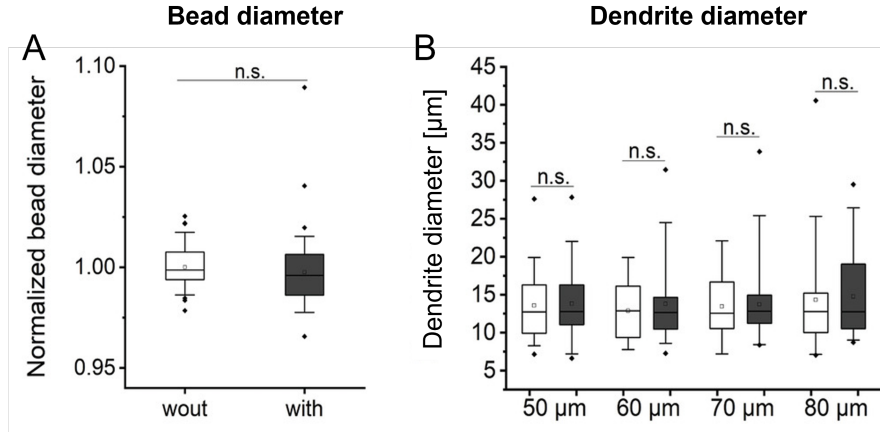 Bead diameter
Dendrite diameter
A
B
Normalized bead diameter
1.10
1.05
1.00
0.95
n.s.
wout
with
Dendrite diameter [µm]
45
40
35
30
25
20
15
10
5
n.s.
n.s.
n.s.
n.s.
50 µm
60 µm
70 µm
80 µm